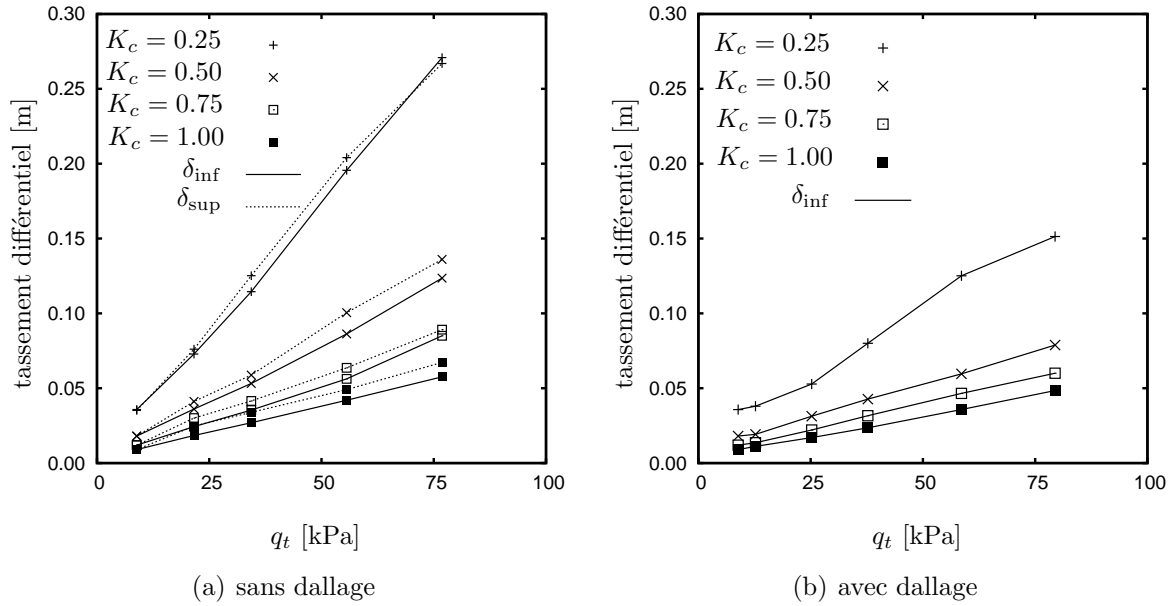 0.30
0.25
0.20
0.15
0.10
0.05
0.00
tassement différentiel [m]
K_c = 0.25
K_c = 0.50
K_c = 0.75
K_c = 1.00
δ_inf
δ_sup
0 25 50 75 100
q_t [kPa]
(a) sans dallage
0.30
0.25
0.20
0.15
0.10
0.05
0.00
tassement différentiel [m]
K_c = 0.25
K_c = 0.50
K_c = 0.75
K_c = 1.00
δ_inf
0 25 50 75 100
q_t [kPa]
(b) avec dallage